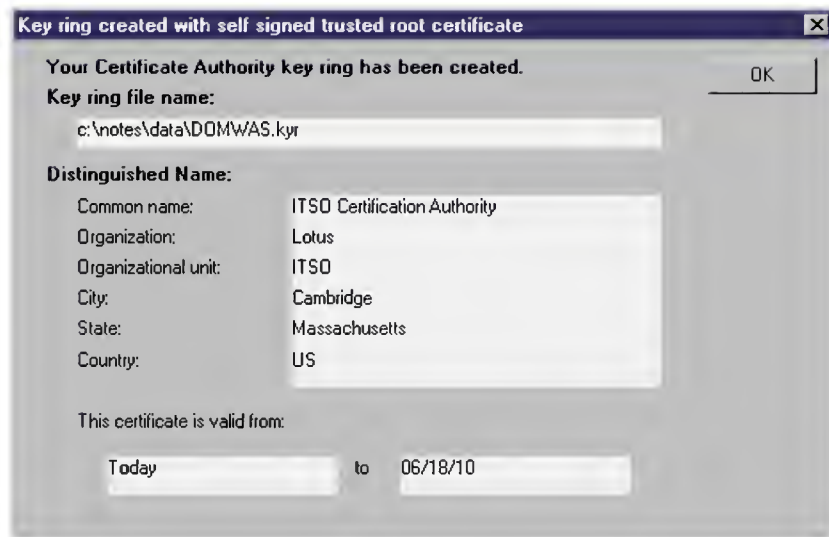 Key ring created with self signed trusted root certificate
Your Certificate Authority key ring has been created.
OK
Key ring file name:
c:\notes\data\DOMWAS.kyr
Distinguished Name:
Common name: ITSO Certification Authority
Organization: Lotus
Organizational unit: ITSO
City: Cambridge
State: Massachusetts
Country: US
This certificate is valid from:
Today to 06/18/10